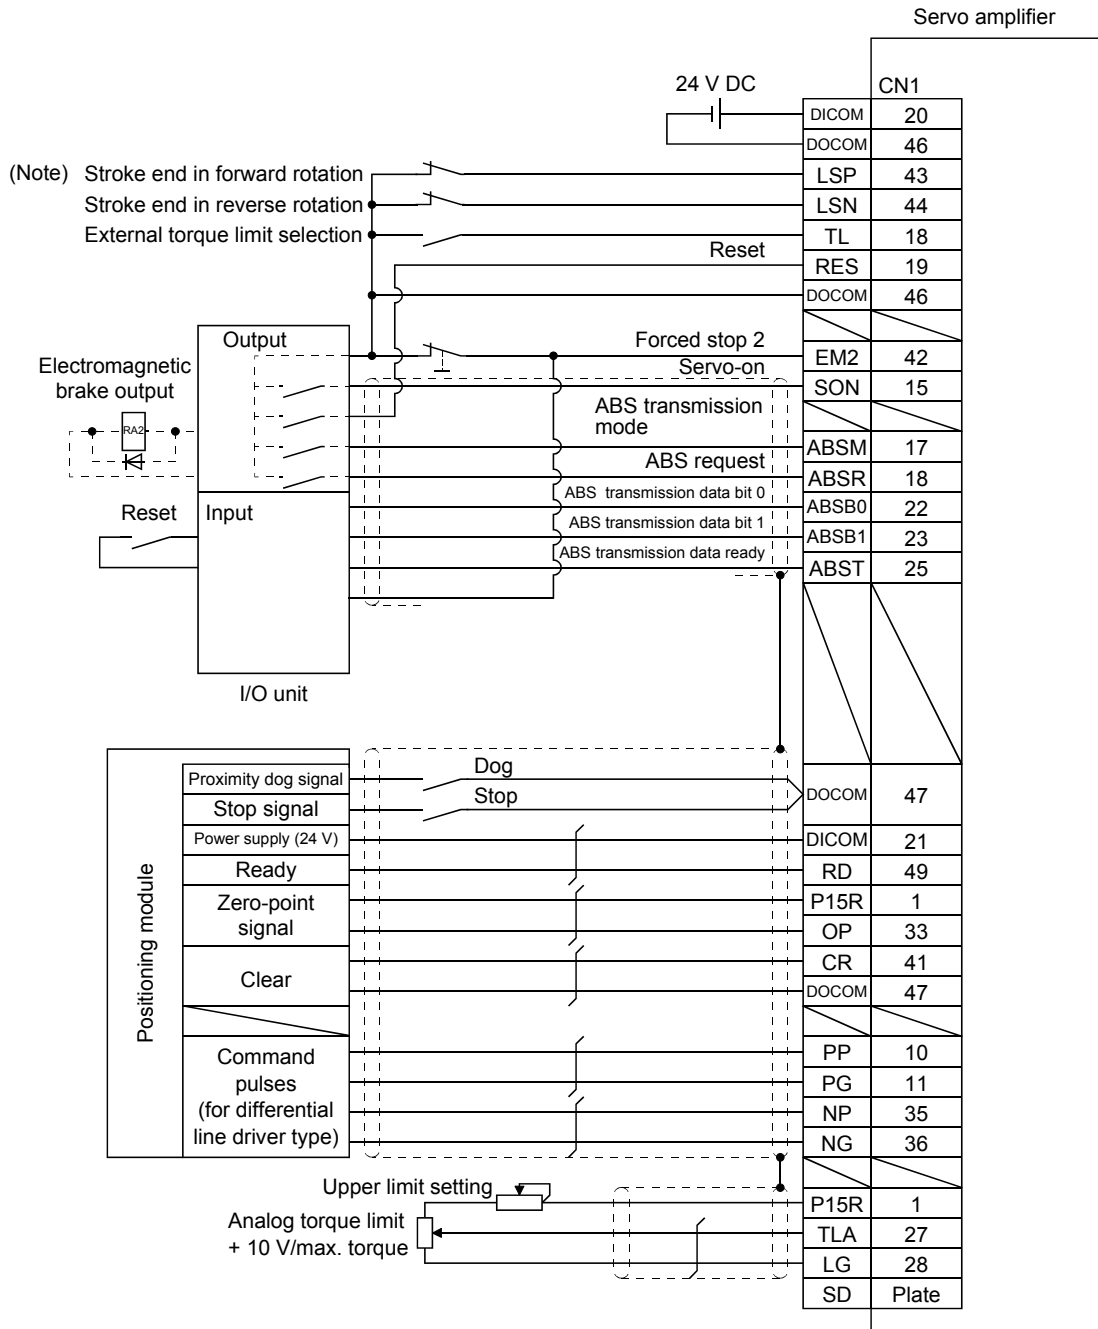 Servo amplifier
24 V DC
CN1
DICOM 20
DOCOM 46
(Note) Stroke end in forward rotation LSP 43
Stroke end in reverse rotation LSN 44
External torque limit selection TL 18
Reset RES 19
DOCOM 46
Output
Forced stop 2 EM2 42
Electromagnetic
brake output
Servo-on SON 15
RA2
ABS transmission
mode
ABSM 17
ABS request ABSR 18
Reset Input
ABS transmission data bit 0 ABSB0 22
ABS transmission data bit 1 ABSB1 23
ABS transmission data ready ABST 25
I/O unit
Positioning module
Proximity dog signal Dog
Stop signal Stop
DOCOM 47
Power supply (24 V) DICOM 21
Ready RD 49
Zero-point
signal
P15R 1
OP 33
Clear
CR 41
DOCOM 47
Command
pulses
(for differential
line driver type)
PP 10
PG 11
NP 35
NG 36
Upper limit setting P15R 1
Analog torque limit
+ 10 V/max. torque
TLA 27
LG 28
SD Plate